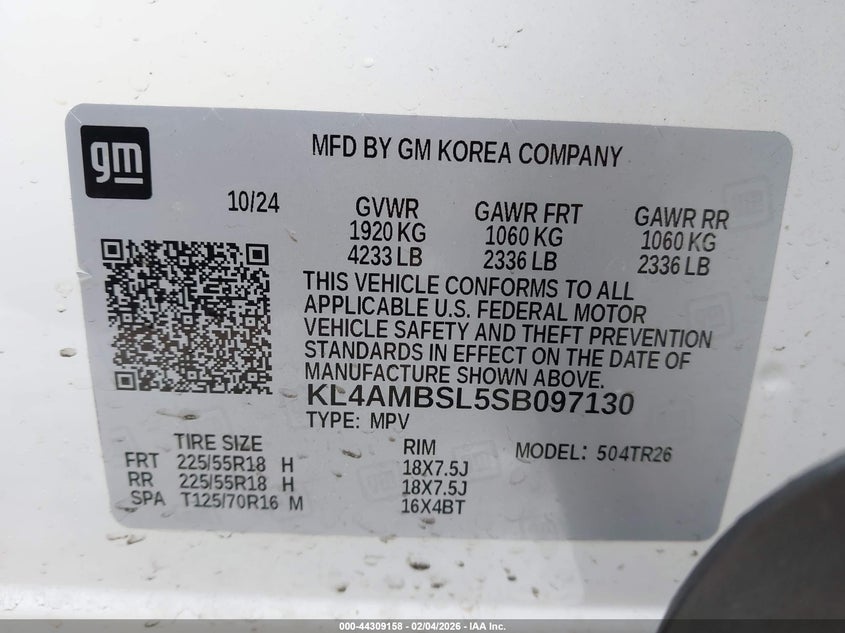 gm
MFD BY GM KOREA COMPANY
10/24
GVWR GAWR FRT GAWR RR
1920 KG 1060 KG 1060 KG
4233 LB 2336 LB 2336 LB
THIS VEHICLE CONFORMS TO ALL
APPLICABLE U.S. FEDERAL MOTOR
VEHICLE SAFETY AND THEFT PREVENTION
STANDARDS IN EFFECT ON THE DATE OF
MANUFACTURE SHOWN ABOVE.
KL4AMBSL5SB097130
TYPE: MPV
TIRE SIZE RIM MODEL: 504TR26
FRT 225/55R18 H 18X7.5J
RR 225/55R18 H 18X7.5J
SPA T125/70R16 M 16X4BT
000-44309158 - 02/04/2026 - IAA Inc.